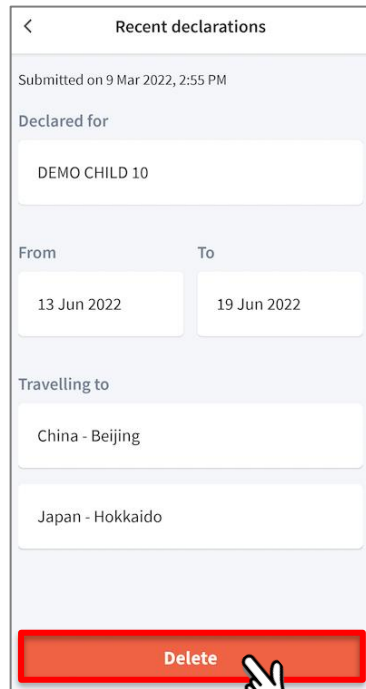 Recent declarations
Submitted on 9 Mar 2022, 2:55 PM
Declared for
DEMO CHILD 10
From To
13 Jun 2022 19 Jun 2022
Travelling to
China - Beijing
Japan - Hokkaido
Delete